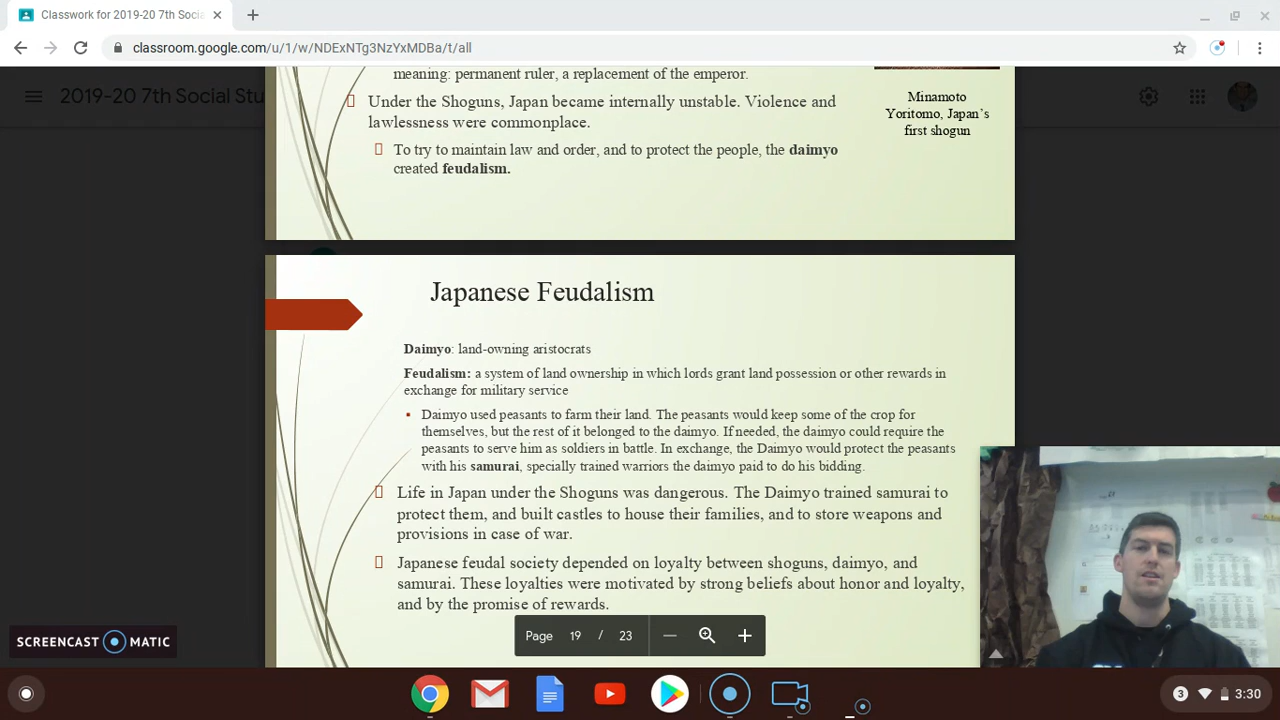 Classwork for 2019-20 7th Socia
classroom.google.com/u/1/w/NDExNTg3NzYxMDBa/t/all
2019-20 7th Social Stu
meaning: permanent ruler, a replacement of the emperor.
Under the Shoguns, Japan became internally unstable. Violence and
lawlessness were commonplace.
To try to maintain law and order, and to protect the people, the daimyo
created feudalism.
Minamoto
Yoritomo, Japan's
first shogun
Japanese Feudalism
Daimyo: land-owning aristocrats
Feudalism: a system of land ownership in which lords grant land possession or other rewards in
exchange for military service
Daimyo used peasants to farm their land. The peasants would keep some of the crop for
themselves, but the rest of it belonged to the daimyo. If needed, the daimyo could require the
peasants to serve him as soldiers in battle. In exchange, the Daimyo would protect the peasants
with his samurai, specially trained warriors the daimyo paid to do his bidding.
Life in Japan under the Shoguns was dangerous. The Daimyo trained samurai to
protect them, and built castles to house their families, and to store weapons and
provisions in case of war.
Japanese feudal society depended on loyalty between shoguns, daimyo, and
samurai. These loyalties were motivated by strong beliefs about honor and loyalty,
and by the promise of rewards.
Page 19 / 23
SCREENCAST MATIC
3 3:30